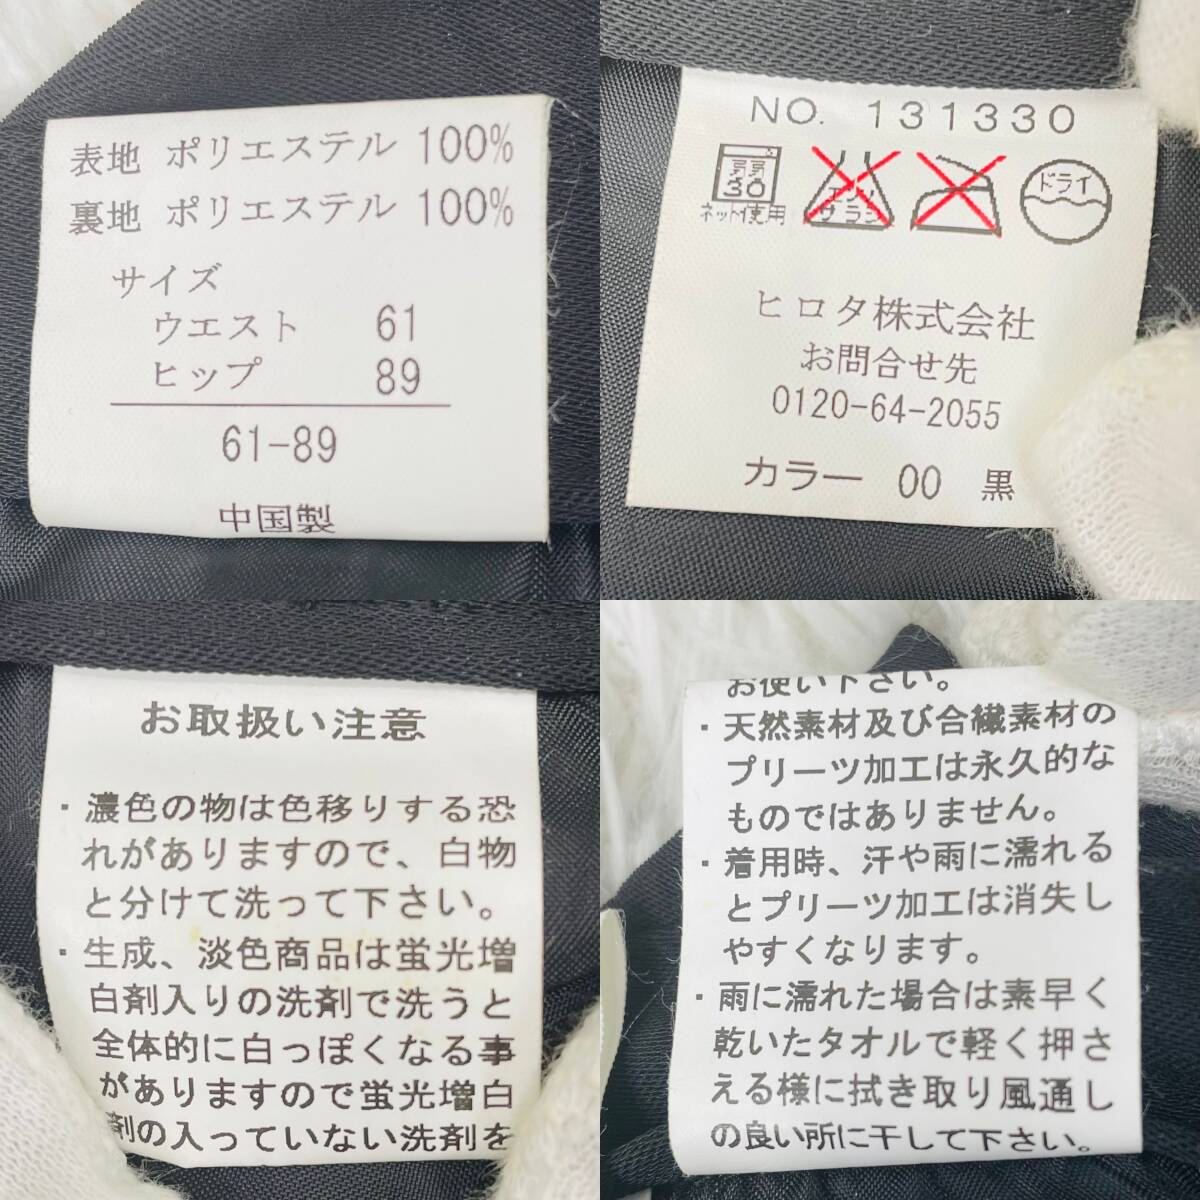 表地 ポリエステル 100%
裏地 ポリエステル 100%
サイズ
ウエスト 61
ヒップ 89
61-89
中国製
NO. 131330
弱
30
ネット使用
エンソ
サラシ
ドライ
ヒロタ株式会社
お問合せ先
0120-64-2055
カラー 00 黒
お取扱い注意
・濃色の物は色移りする恐
れがありますので、白物
と分けて洗って下さい。
・生成、淡色商品は蛍光増
白剤入りの洗剤で洗うと
全体的に白っぽくなる事
がありますので蛍光増白
剤の入っていない洗剤を
お使い下さい。
・天然素材及び合繊素材の
プリーツ加工は永久的な
ものではありません。
・着用時、汗や雨に濡れる
とプリーツ加工は消失し
やすくなります。
・雨に濡れた場合は素早く
乾いたタオルで軽く押さ
える様に拭き取り風通し
の良い所に干して下さい。